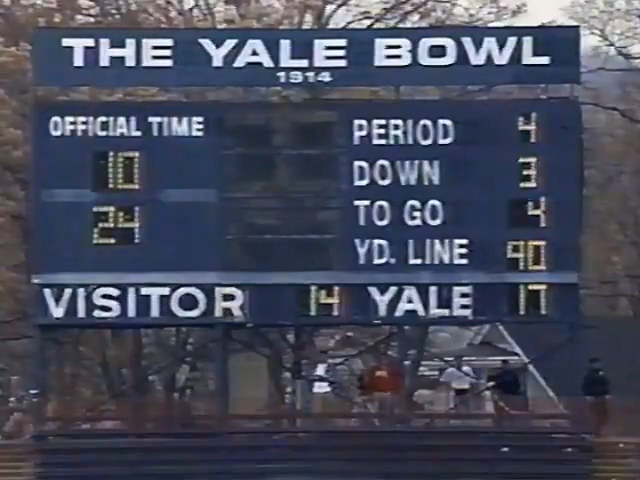 THE YALE BOWL
1914
OFFICIAL TIME
10
24
PERIOD 4
DOWN 3
TO GO 4
YD. LINE 40
VISITOR 14 YALE 17